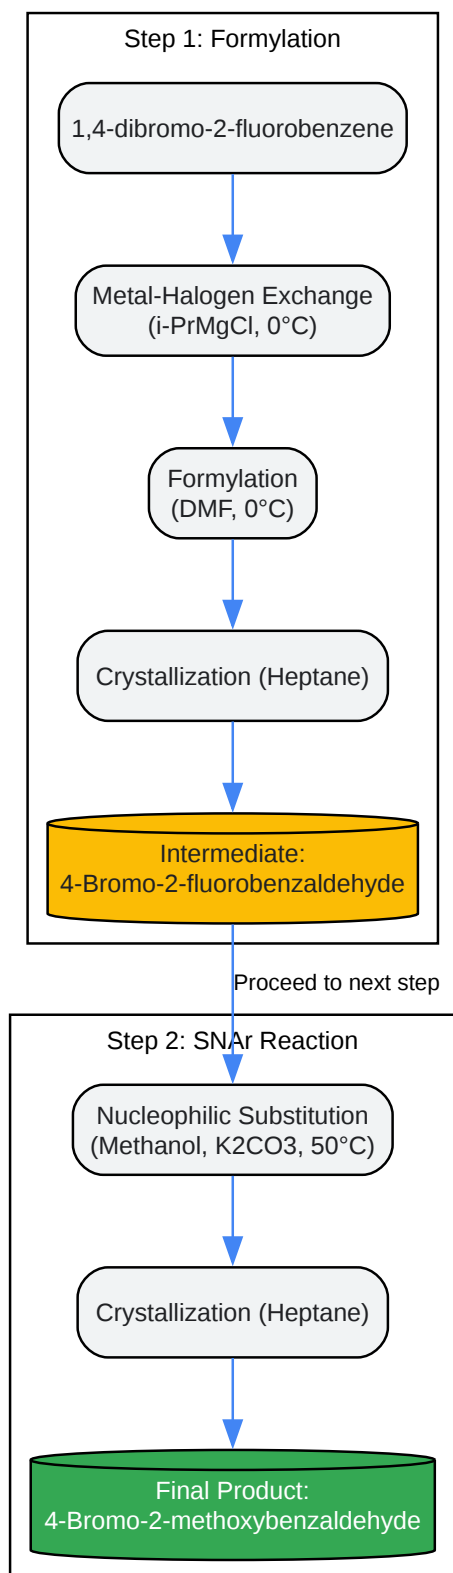 Step 1: Formylation
1,4-dibromo-2-fluorobenzene
Metal-Halogen Exchange
(i-PrMgCl, 0°C)
Formylation
(DMF, 0°C)
Crystallization (Heptane)
Intermediate:
4-Bromo-2-fluorobenzaldehyde
Proceed to next step
Step 2: SNAr Reaction
Nucleophilic Substitution
(Methanol, K2CO3, 50°C)
Crystallization (Heptane)
Final Product:
4-Bromo-2-methoxybenzaldehyde